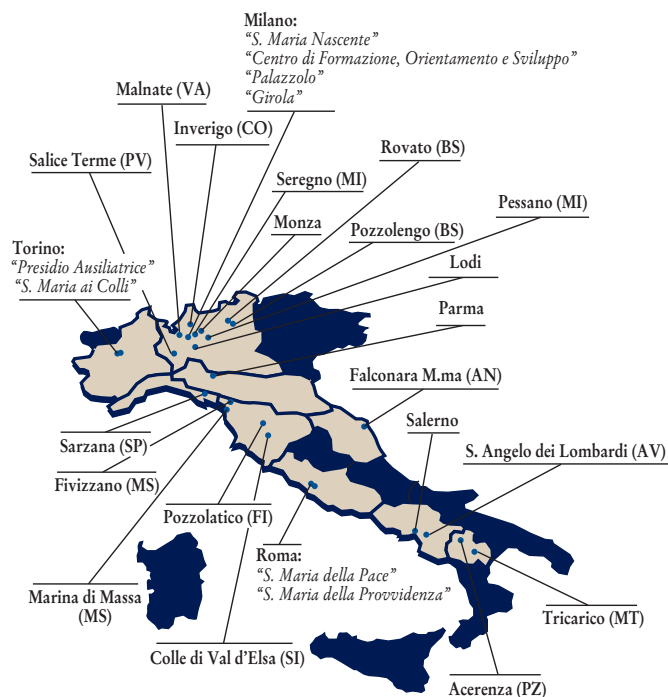 Milano:
“S. Maria Nascente”
“Centro di Formazione, Orientamento e Sviluppo”
“Palazzolo”
“Girola”
Malnate (VA)
Inverigo (CO)
Rovato (BS)
Salice Terme (PV)
Seregno (MI)
Pessano (MI)
Monza
Pozzolengo (BS)
Torino:
“Presidio Ausiliatrice”
“S. Maria ai Colli”
Lodi
Parma
Falconara M.ma (AN)
Salerno
Sarzana (SP)
S. Angelo dei Lombardi (AV)
Fivizzano (MS)
Pozzolatico (FI)
Roma:
“S. Maria della Pace”
“S. Maria della Provvidenza”
Marina di Massa
(MS)
Tricarico (MT)
Colle di Val d’Elsa (SI)
Acerenza (PZ)